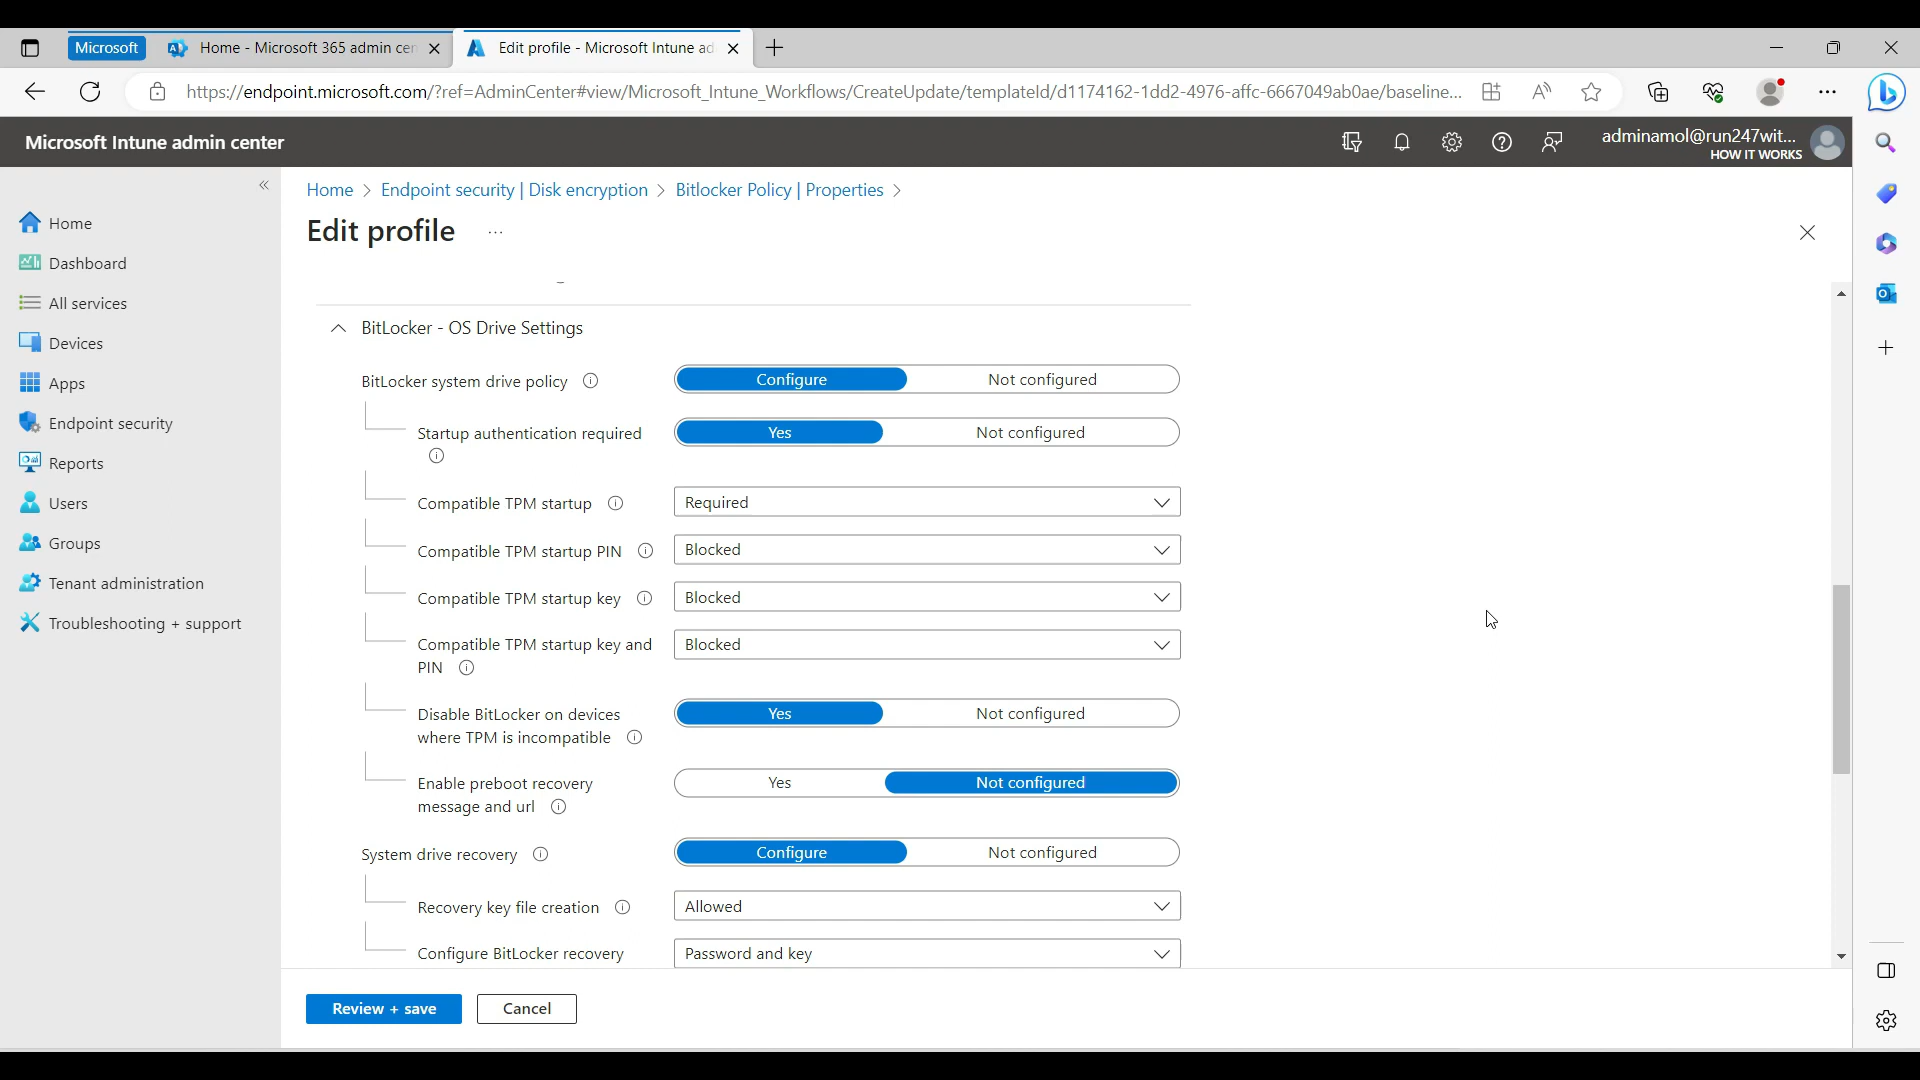 Microsoft
Home - Microsoft 365 admin cen
Edit profile - Microsoft Intune ad
https://endpoint.microsoft.com/?ref=AdminCenter#view/Microsoft_Intune_Workflows/CreateUpdate/templateId/d1174162-1dd2-4976-affc-6667049ab0ae/baseline...
Microsoft Intune admin center
adminamol@run247wit...
HOW IT WORKS
Home > Endpoint security | Disk encryption > Bitlocker Policy | Properties >
Edit profile ...
Home
Dashboard
All services
Devices
Apps
Endpoint security
Reports
Users
Groups
Tenant administration
Troubleshooting + support
BitLocker - OS Drive Settings
BitLocker system drive policy
Configure
Not configured
Startup authentication required
Yes
Not configured
Compatible TPM startup
Required
Compatible TPM startup PIN
Blocked
Compatible TPM startup key
Blocked
Compatible TPM startup key and
PIN
Blocked
Disable BitLocker on devices
where TPM is incompatible
Yes
Not configured
Enable preboot recovery
message and url
Yes
Not configured
System drive recovery
Configure
Not configured
Recovery key file creation
Allowed
Configure BitLocker recovery
Password and key
Review + save
Cancel